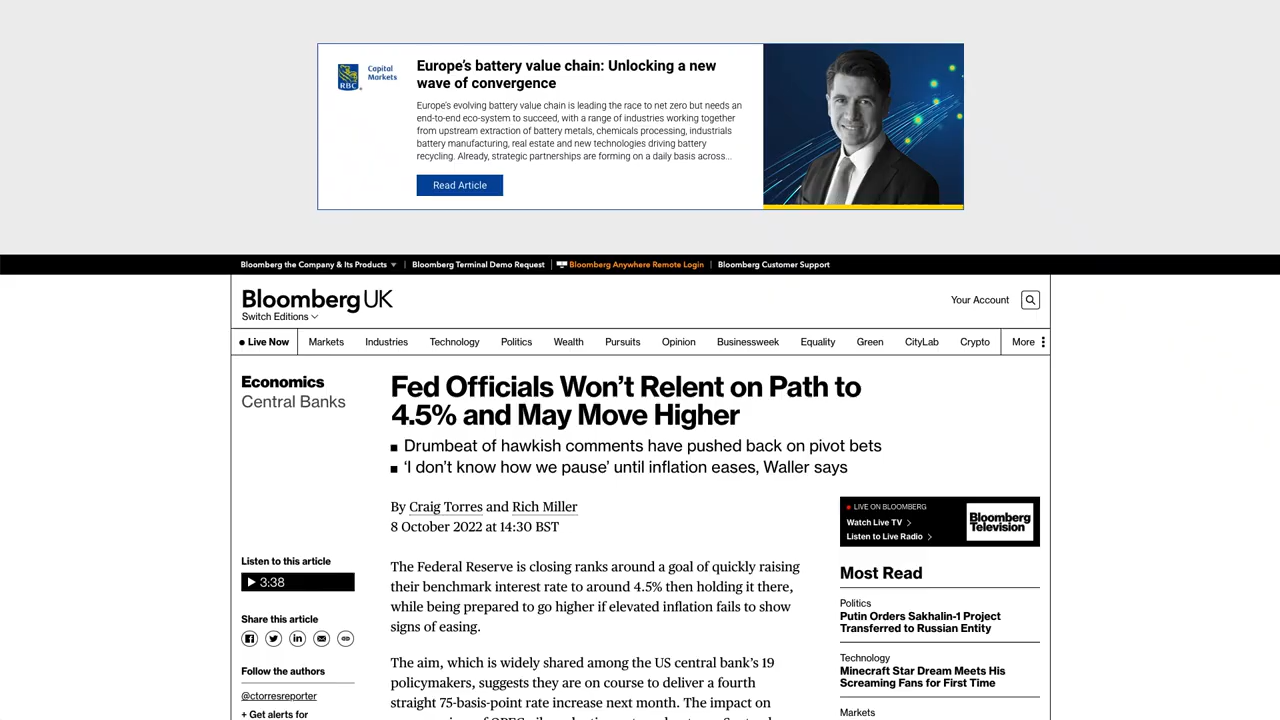 RBC
Capital
Markets
Europe's battery value chain: Unlocking a new
wave of convergence
Europe's evolving battery value chain is leading the race to net zero but needs an
end-to-end eco-system to succeed, with a range of industries working together
from upstream extraction of battery metals, chemicals processing, industrials
battery manufacturing, real estate and new technologies driving battery
recycling. Already, strategic partnerships are forming on a daily basis across...
Read Article
Bloomberg the Company & Its Products
Bloomberg Terminal Demo Request
Bloomberg Anywhere Remote Login
Bloomberg Customer Support
Bloomberg UK
Switch Editions
Your Account
Live Now
Markets
Industries
Technology
Politics
Wealth
Pursuits
Opinion
Businessweek
Equality
Green
CityLab
Crypto
More
Economics
Central Banks
Fed Officials Won't Relent on Path to
4.5% and May Move Higher
Drumbeat of hawkish comments have pushed back on pivot bets
'I don't know how we pause' until inflation eases, Waller says
By Craig Torres and Rich Miller
8 October 2022 at 14:30 BST
Listen to this article
3:38
Share this article
Follow the authors
@ctorresreporter
+ Get alerts for
The Federal Reserve is closing ranks around a goal of quickly raising
their benchmark interest rate to around 4.5% then holding it there,
while being prepared to go higher if elevated inflation fails to show
signs of easing.
The aim, which is widely shared among the US central bank's 19
policymakers, suggests they are on course to deliver a fourth
straight 75-basis-point rate increase next month. The impact on
LIVE ON BLOOMBERG
Watch Live TV
Listen to Live Radio
Bloomberg
Television
Most Read
Politics
Putin Orders Sakhalin-1 Project
Transferred to Russian Entity
Technology
Minecraft Star Dream Meets His
Screaming Fans for First Time
Markets